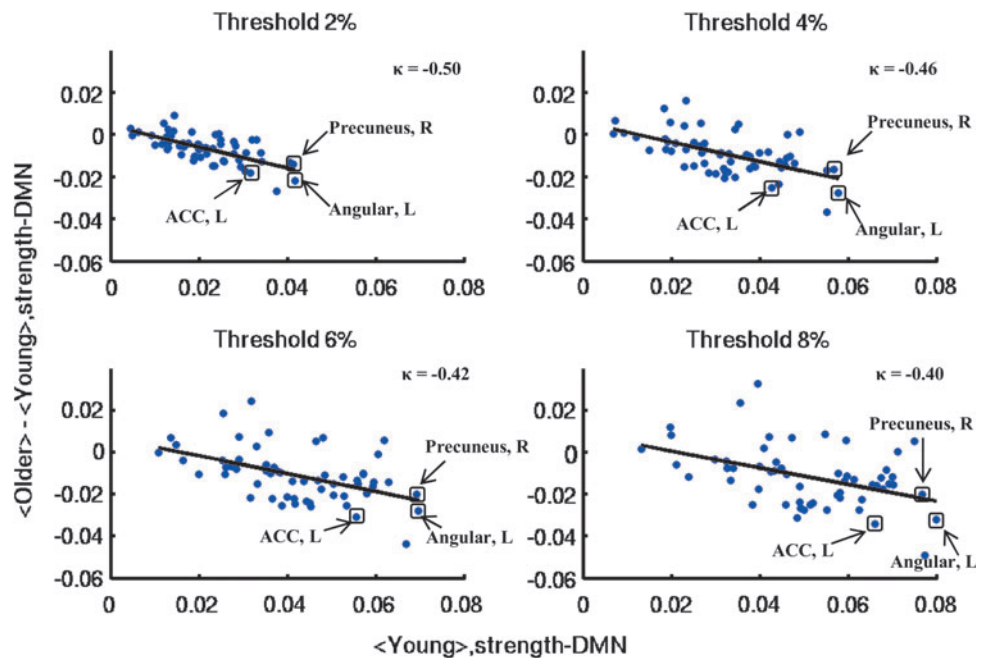 Threshold 2%
κ = -0.50
0.02
0
-0.02
-0.04
-0.06
Precuneus, R
ACC, L
Angular, L
0 0.02 0.04 0.06 0.08
Threshold 4%
κ = -0.46
0.02
0
-0.02
-0.04
-0.06
Precuneus, R
ACC, L
Angular, L
0 0.02 0.04 0.06 0.08
<Older> - <Young>,strength-DMN
Threshold 6%
κ = -0.42
0.02
0
-0.02
-0.04
-0.06
Precuneus, R
ACC, L
Angular, L
0 0.02 0.04 0.06 0.08
Threshold 8%
κ = -0.40
0.02
0
-0.02
-0.04
-0.06
Precuneus, R
ACC, L
Angular, L
0 0.02 0.04 0.06 0.08
<Young>,strength-DMN